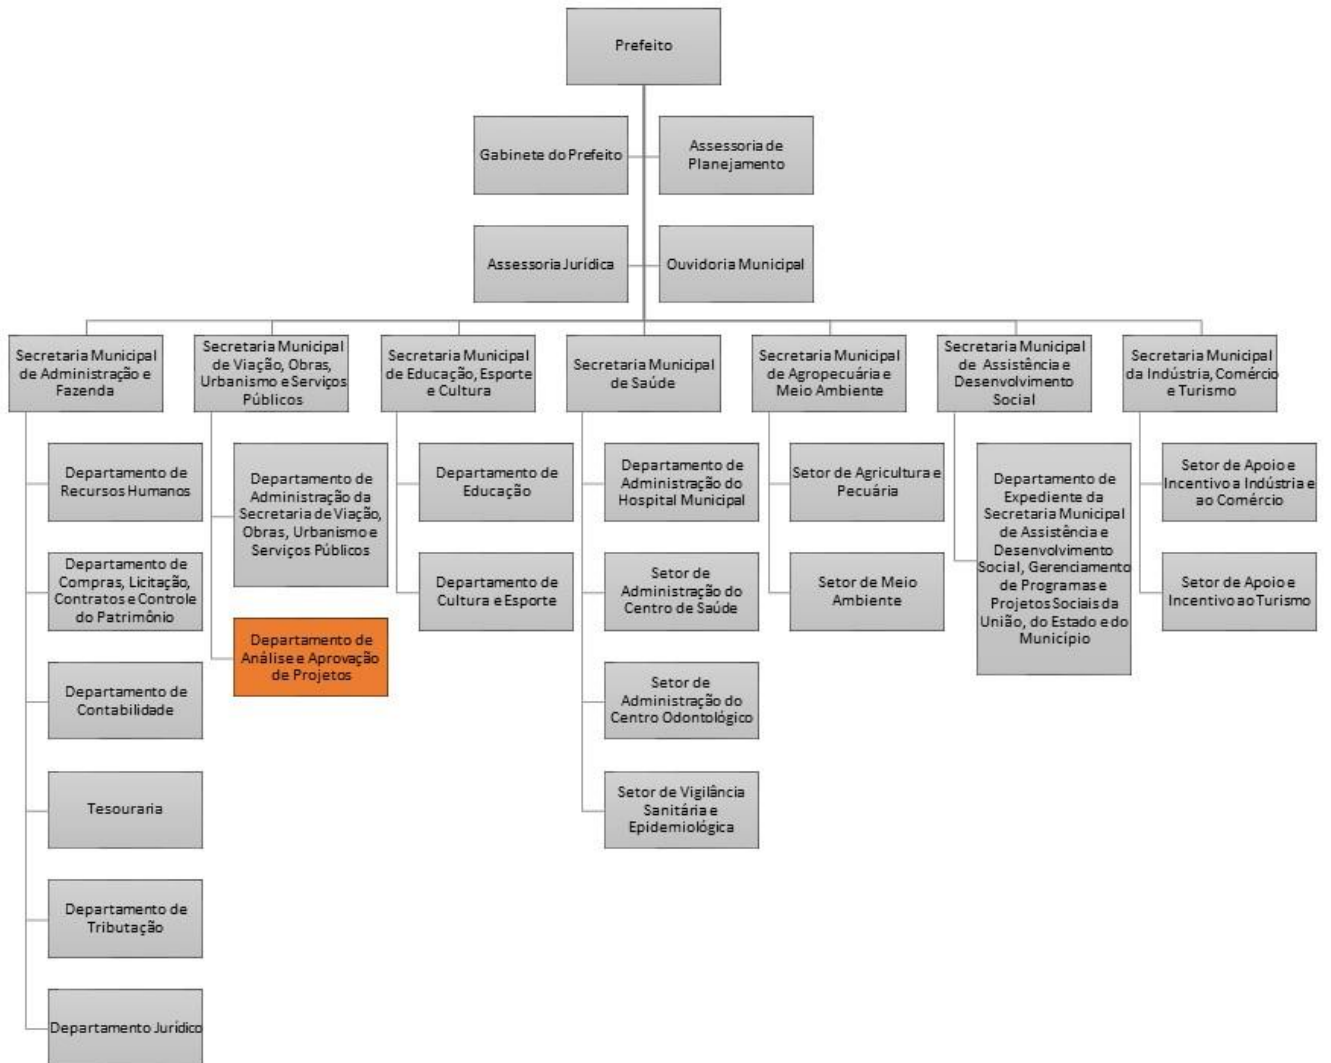 Prefeito
Gabinete do Prefeito
Assessoria de
Planejamento
Assessoria Jurídica
Ouvidoria Municipal
Secretaria Municipal
de Administração e
Fazenda
Secretaria Municipal
de Viação, Obras,
Urbanismo e Serviços
Públicos
Secretaria Municipal
de Educação, Esporte
e Cultura
Secretaria Municipal
de Saúde
Secretaria Municipal
de Agropecuária e
Meio Ambiente
Secretaria Municipal
de Assistência e
Desenvolvimento
Social
Secretaria Municipal
da Indústria, Comércio
e Turismo
Departamento de
Recursos Humanos
Departamento de
Compras, Licitação,
Contratos e Controle
do Patrimônio
Departamento de
Contabilidade
Tesouraria
Departamento de
Tributação
Departamento Jurídico
Departamento de
Administração da
Secretaria de Viação,
Obras, Urbanismo e
Serviços Públicos
Departamento de
Análise e Aprovação
de Projetos
Departamento de
Educação
Departamento de
Cultura e Esporte
Departamento de
Administração do
Hospital Municipal
Setor de
Administração do
Centro de Saúde
Setor de
Administração do
Centro Odontológico
Setor de Vigilância
Sanitária e
Epidemiológica
Setor de Agricultura e
Pecuária
Setor de Meio
Ambiente
Departamento de
Expediente da
Secretaria Municipal
de Assistência e
Desenvolvimento
Social, Gerenciamento
de Programas e
Projetos Sociais da
União, do Estado e do
Município
Setor de Apoio e
Incentivo a Indústria e
ao Comércio
Setor de Apoio e
Incentivo ao Turismo